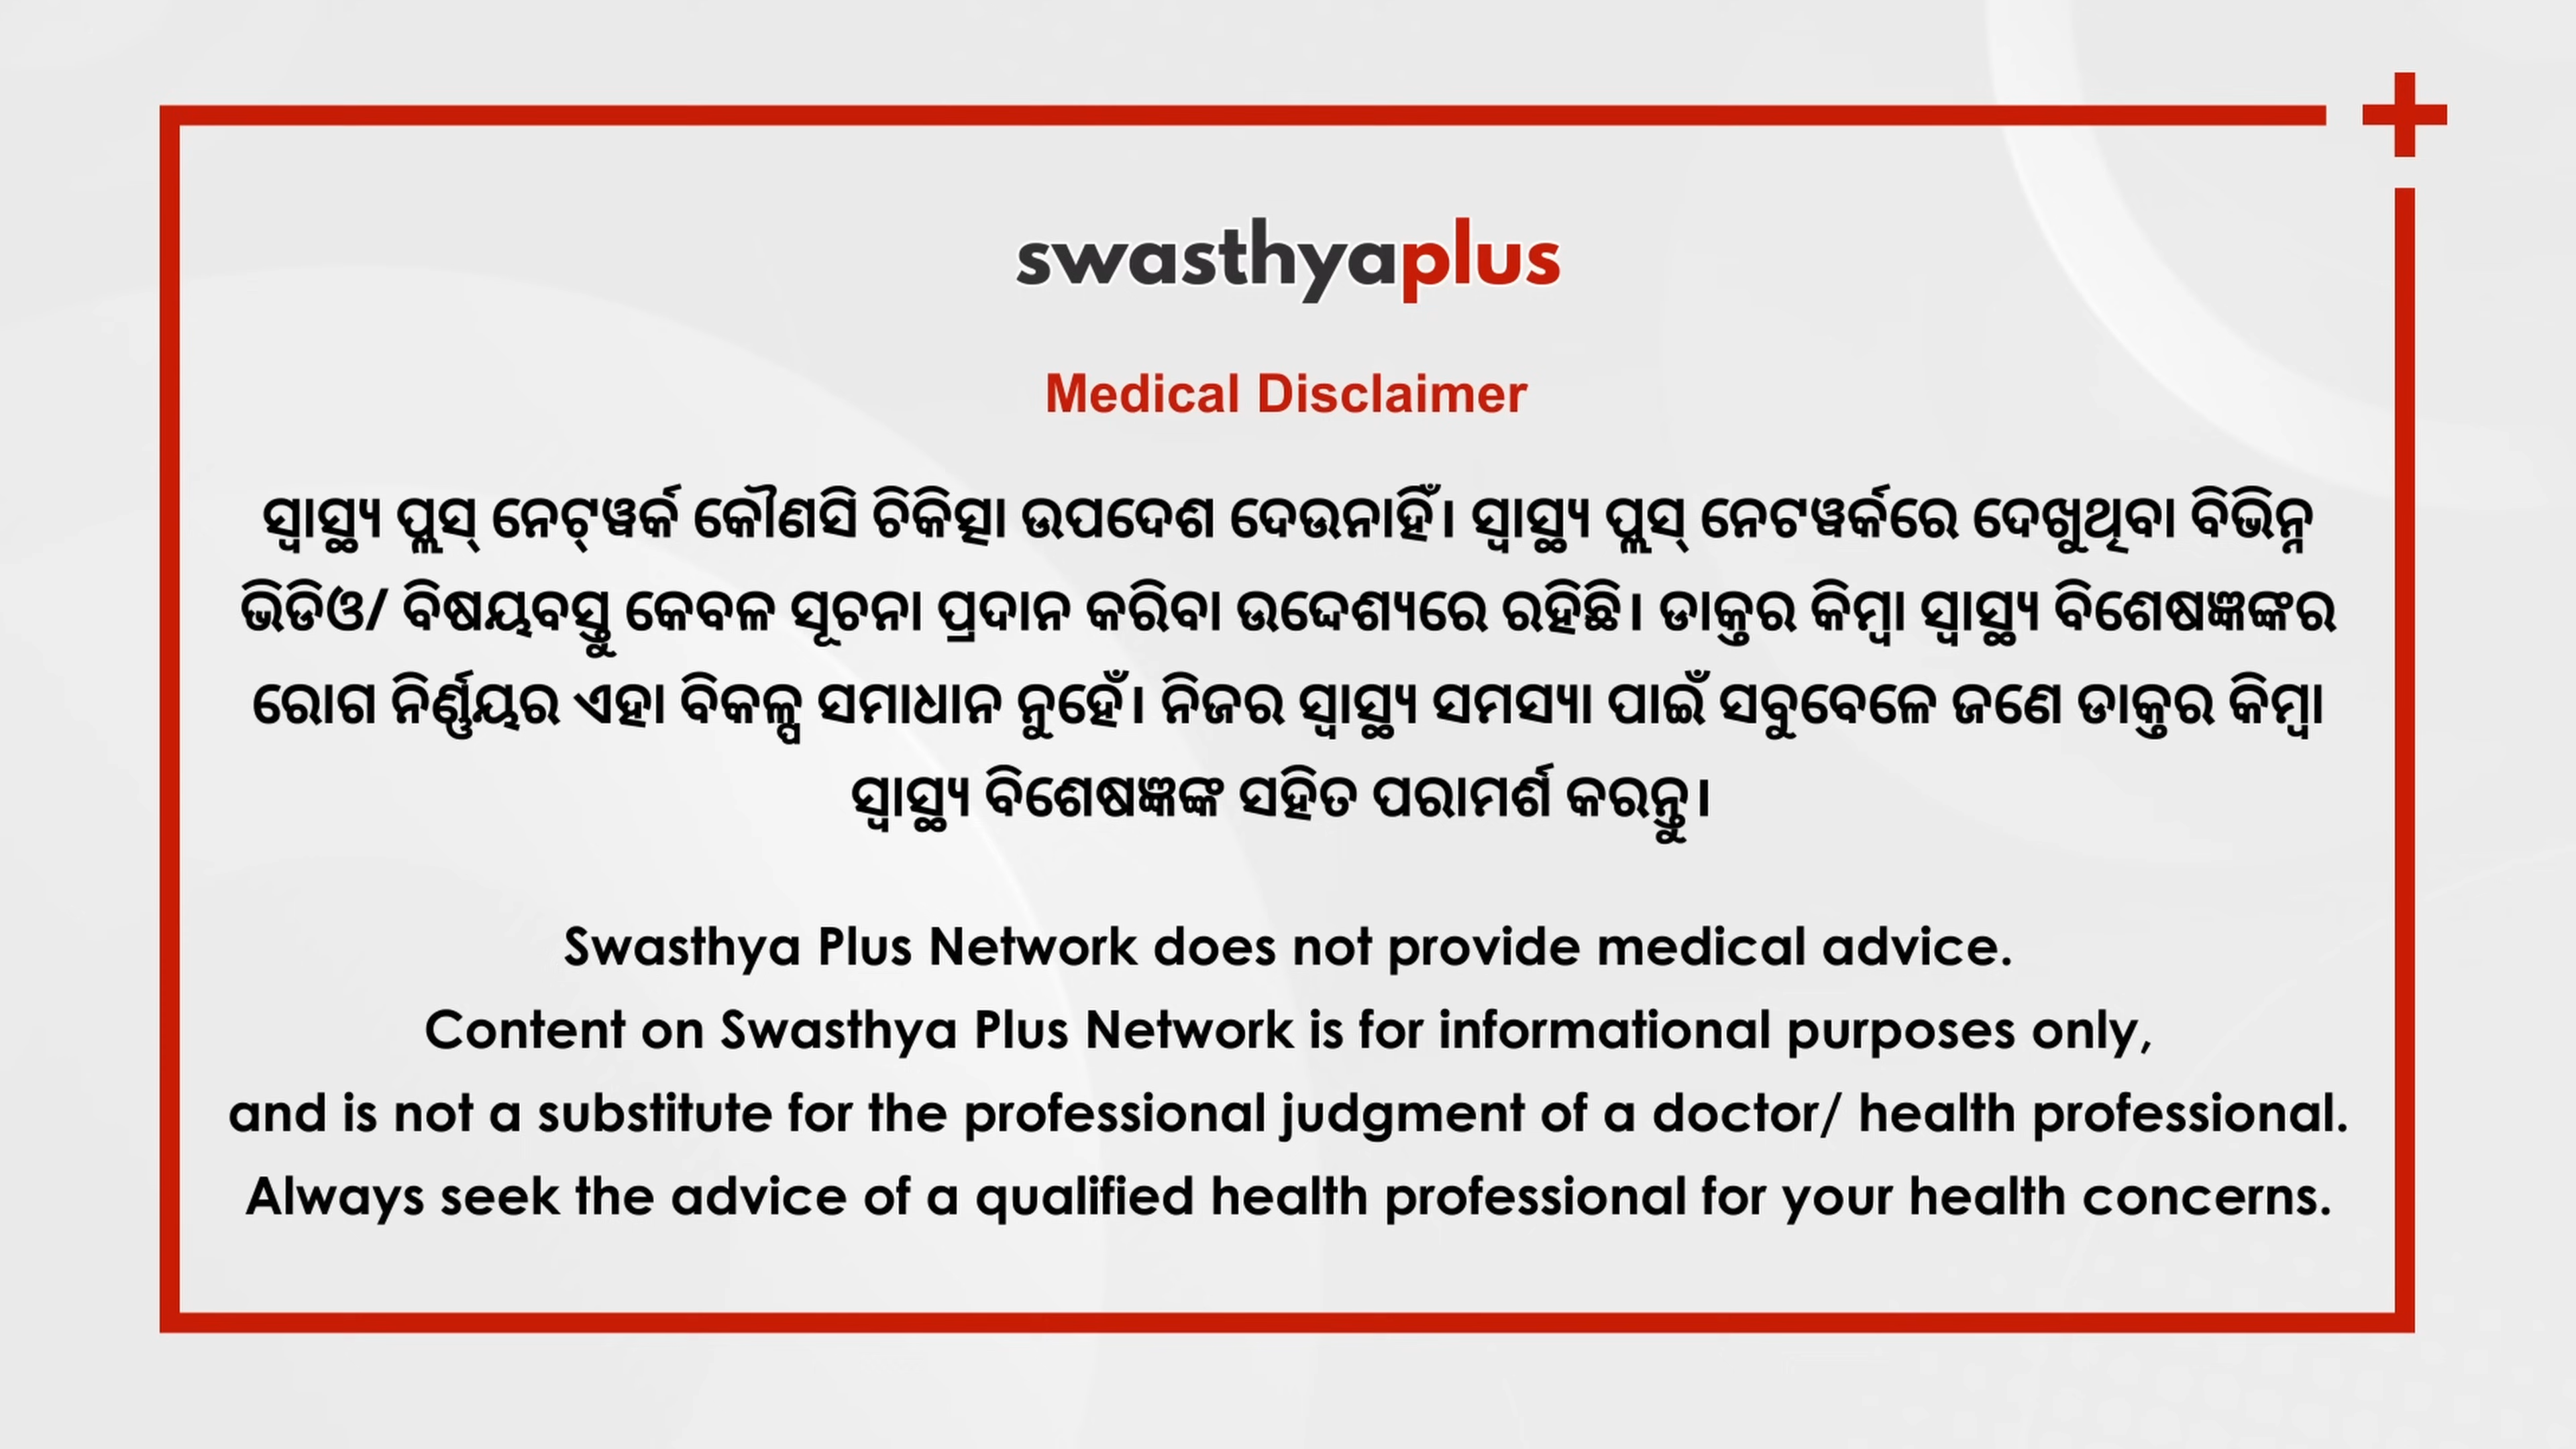 swasthyaplus
Medical Disclaimer
ସ୍ୱାସ୍ଥ୍ୟ ପ୍ଲସ୍ ନେଟ୍‌ୱର୍କ କୌଣସି ଚିକିତ୍ସା ଉପଦେଶ ଦେଉନାହିଁ। ସ୍ୱାସ୍ଥ୍ୟ ପ୍ଲସ୍ ନେଟୱର୍କରେ ଦେଖୁଥିବା ବିଭିନ୍ନ
ଭିଡିଓ/ ବିଷୟବସ୍ତୁ କେବଳ ସୂଚନା ପ୍ରଦାନ କରିବା ଉଦ୍ଦେଶ୍ୟରେ ରହିଛି। ଡାକ୍ତର କିମ୍ବା ସ୍ୱାସ୍ଥ୍ୟ ବିଶେଷଜ୍ଞଙ୍କର
ରୋଗ ନିର୍ଣ୍ଣୟର ଏହା ବିକଳ୍ପ ସମାଧାନ ନୁହେଁ। ନିଜର ସ୍ୱାସ୍ଥ୍ୟ ସମସ୍ୟା ପାଇଁ ସବୁବେଳେ ଜଣେ ଡାକ୍ତର କିମ୍ବା
ସ୍ୱାସ୍ଥ୍ୟ ବିଶେଷଜ୍ଞଙ୍କ ସହିତ ପରାମର୍ଶ କରନ୍ତୁ।
Swasthya Plus Network does not provide medical advice.
Content on Swasthya Plus Network is for informational purposes only,
and is not a substitute for the professional judgment of a doctor/ health professional.
Always seek the advice of a qualified health professional for your health concerns.